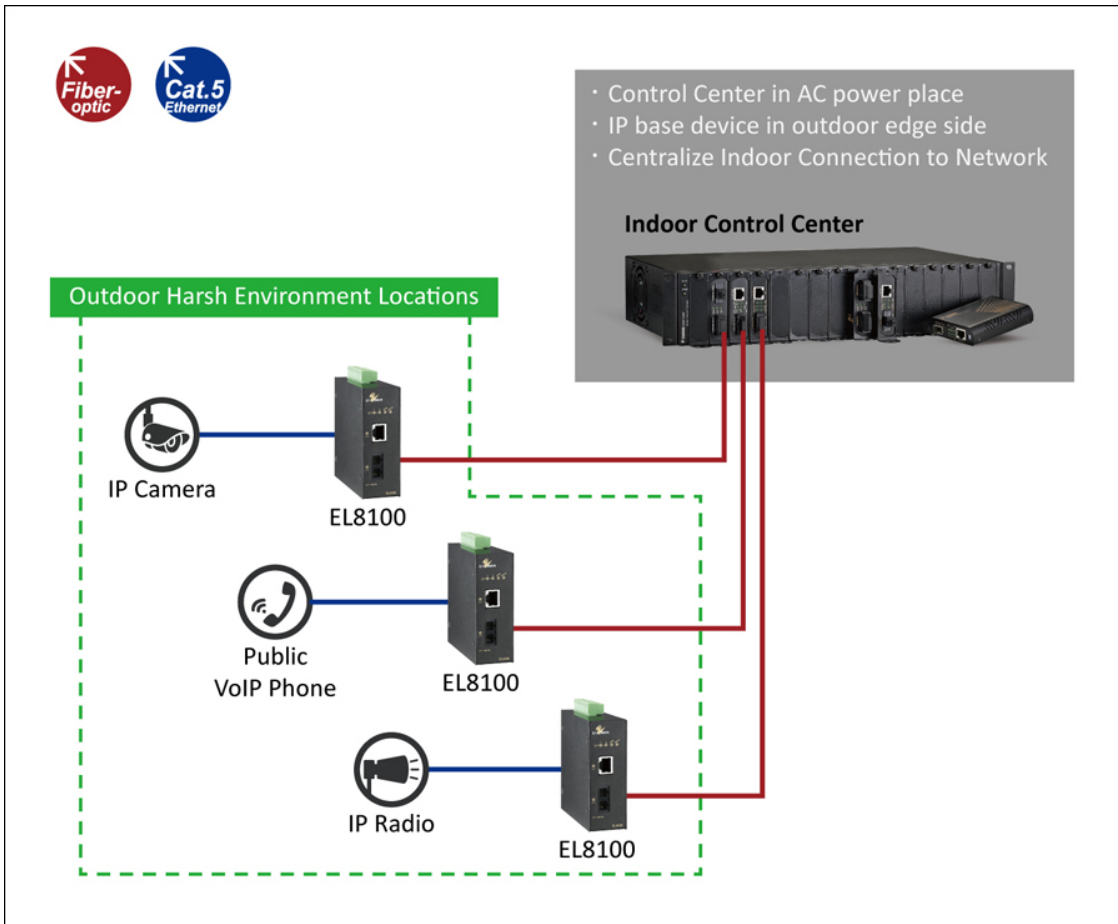 Fiber-
optic
Cat.5
Ethernet
· Control Center in AC power place
· IP base device in outdoor edge side
· Centralize Indoor Connection to Network
Indoor Control Center
Outdoor Harsh Environment Locations
IP Camera
EL8100
Public
VoIP Phone
EL8100
IP Radio
EL8100